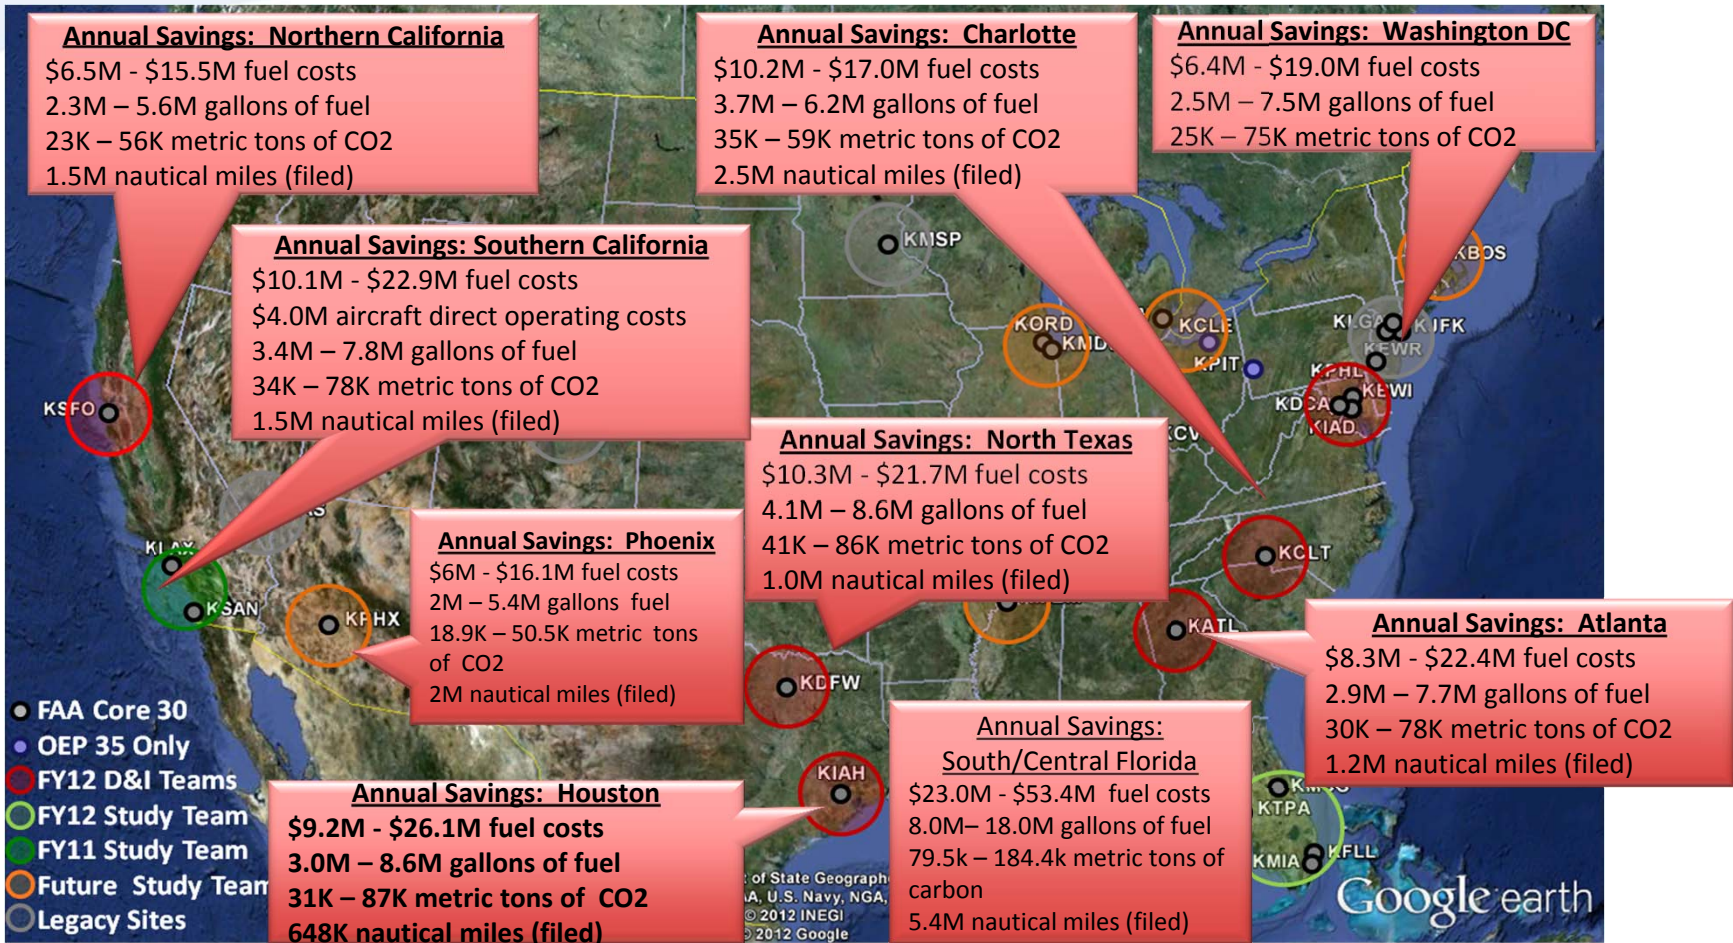 Annual Savings:  Northern California
$6.5M - $15.5M fuel costs
2.3M – 5.6M gallons of fuel
23K – 56K metric tons of CO2
1.5M nautical miles (filed)
Annual Savings:  Charlotte
$10.2M - $17.0M fuel costs
3.7M – 6.2M gallons of fuel
35K – 59K metric tons of CO2
2.5M nautical miles (filed)
Annual Savings:  Washington DC
$6.4M - $19.0M fuel costs
2.5M – 7.5M gallons of fuel
25K – 75K metric tons of CO2
Annual Savings: Southern California
$10.1M - $22.9M fuel costs
$4.0M aircraft direct operating costs
3.4M – 7.8M gallons of fuel
34K – 78K metric tons of CO2
1.5M nautical miles (filed)
KMSP
KBOS
KORD
KMD
KCLE
KPIT
KLGA
KJFK
KEWR
KPHL
KBWI
KDCA
KIAD
KSFO
KCV
Annual Savings:  North Texas
$10.3M - $21.7M fuel costs
4.1M – 8.6M gallons of fuel
41K – 86K metric tons of CO2
1.0M nautical miles (filed)
Annual Savings:  Phoenix
$6M - $16.1M fuel costs
2M – 5.4M gallons  fuel
18.9K – 50.5K metric  tons
of  CO2
2M nautical miles (filed)
KLAX
KSAN
KPHX
KCLT
KATL
KDFW
Annual Savings:  Atlanta
$8.3M - $22.4M fuel costs
2.9M – 7.7M gallons of fuel
30K – 78K metric tons of CO2
1.2M nautical miles (filed)
FAA Core 30
OEP 35 Only
FY12 D&I Teams
FY12 Study Team
FY11 Study Team
Future  Study Team
Legacy Sites
KIAH
Annual Savings:  Houston
$9.2M - $26.1M fuel costs
3.0M – 8.6M gallons of fuel
31K – 87K metric tons of  CO2
648K nautical miles (filed)
Annual Savings:
South/Central Florida
$23.0M - $53.4M  fuel costs
8.0M– 18.0M gallons of fuel
79.5k – 184.4k metric tons of
carbon
5.4M nautical miles (filed)
KTPA
KFLL
KMIA
of State Geograph
U.S. Navy, NGA,
© 2012 INEGI
© 2012 Google
Google earth